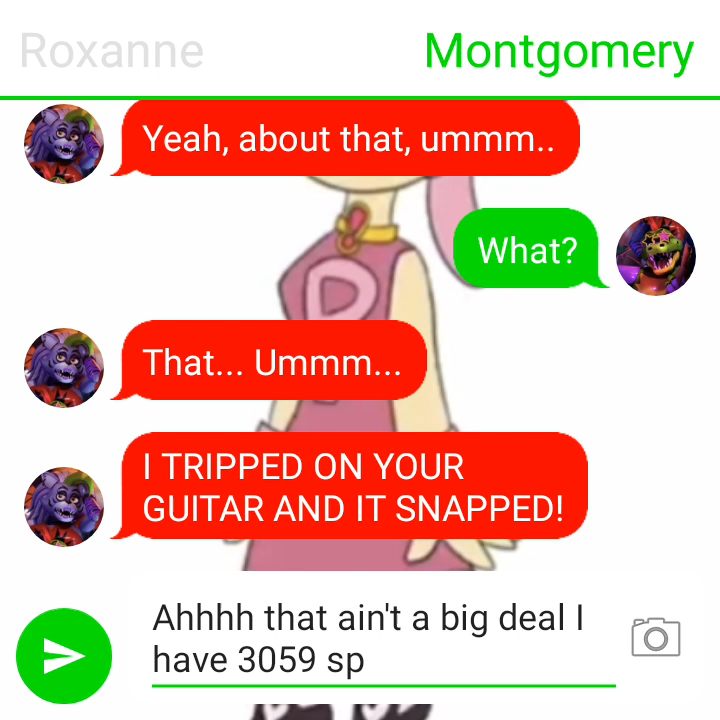 Roxanne
Montgomery
Yeah, about that, ummm..
What?
That... Ummm...
I TRIPPED ON YOUR
GUITAR AND IT SNAPPED!
P
Ahhhh that ain't a big deal I
have 3059 sp